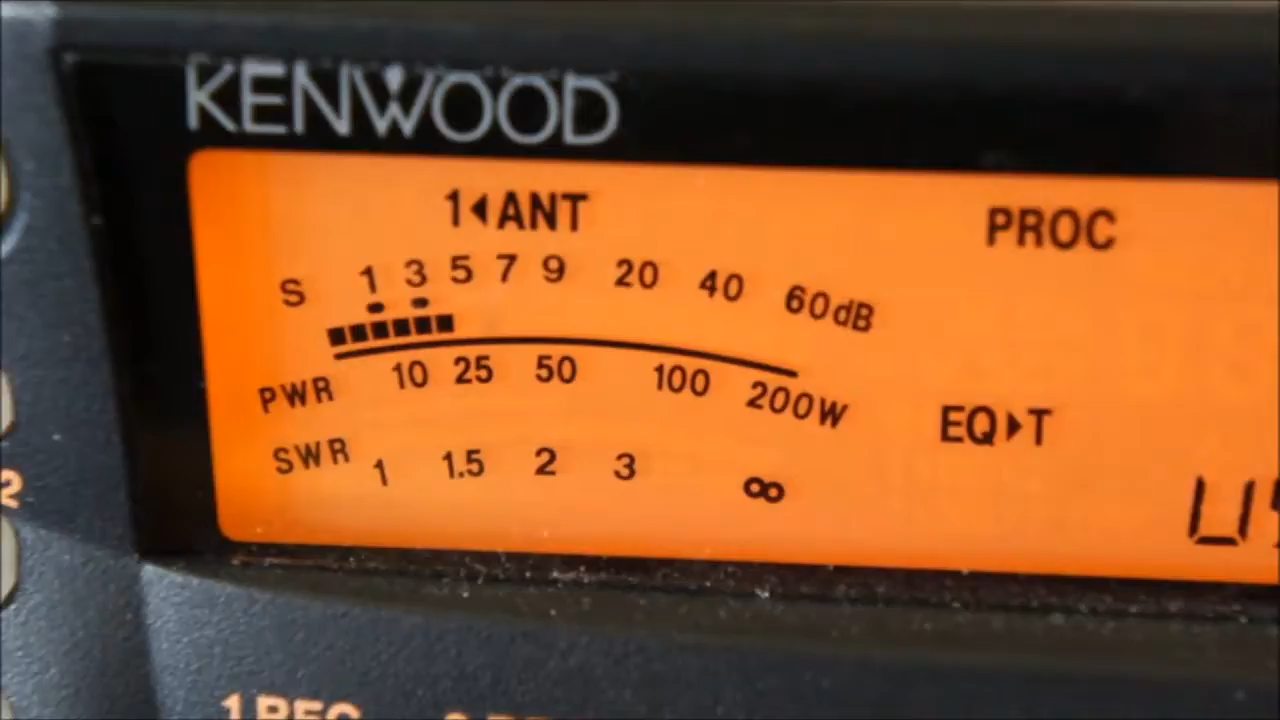 KENWOOD
1◀ANT
PROC
S 1 3 5 7 9 20 40 60dB
PWR 10 25 50 100 200W
EQ▶T
SWR 1 1.5 2 3 ∞
2
1 REC